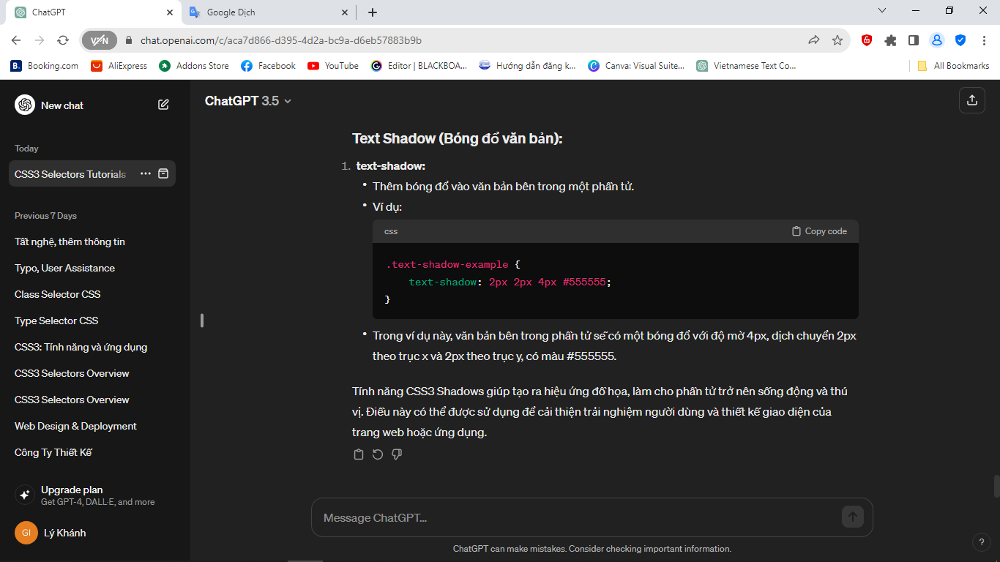 ChatGPT
Google Dịch
VPN
chat.openai.com/c/aca7d866-d395-4d2a-bc9a-d6eb57883b9b
B. Booking.com
AliExpress
Addons Store
Facebook
YouTube
Editor | BLACKBOA...
Hướng dẫn đăng k...
Canva: Visual Suite...
Vietnamese Text Co...
All Bookmarks
New chat
Today
CSS3 Selectors Tutorials
Previous 7 Days
Tất nghệ, thêm thông tin
Typo, User Assistance
Class Selector CSS
Type Selector CSS
CSS3: Tính năng và ứng dụng
CSS3 Selectors Overview
CSS3 Selectors Overview
Web Design & Deployment
Công Ty Thiết Kế
Upgrade plan
Get GPT-4, DALL·E, and more
GI
Lý Khánh
ChatGPT 3.5
Text Shadow (Bóng đổ văn bản):
1. text-shadow:
• Thêm bóng đổ vào văn bản bên trong một phần tử.
• Ví dụ:
css
Copy code
.text-shadow-example {
text-shadow: 2px 2px 4px #555555;
}
• Trong ví dụ này, văn bản bên trong phần tử sẽ có một bóng đổ với độ mờ 4px, dịch chuyển 2px
theo trục x và 2px theo trục y, có màu #555555.
Tính năng CSS3 Shadows giúp tạo ra hiệu ứng đồ họa, làm cho phần tử trở nên sống động và thú
vị. Điều này có thể được sử dụng để cải thiện trải nghiệm người dùng và thiết kế giao diện của
trang web hoặc ứng dụng.
Message ChatGPT...
ChatGPT can make mistakes. Consider checking important information.
?